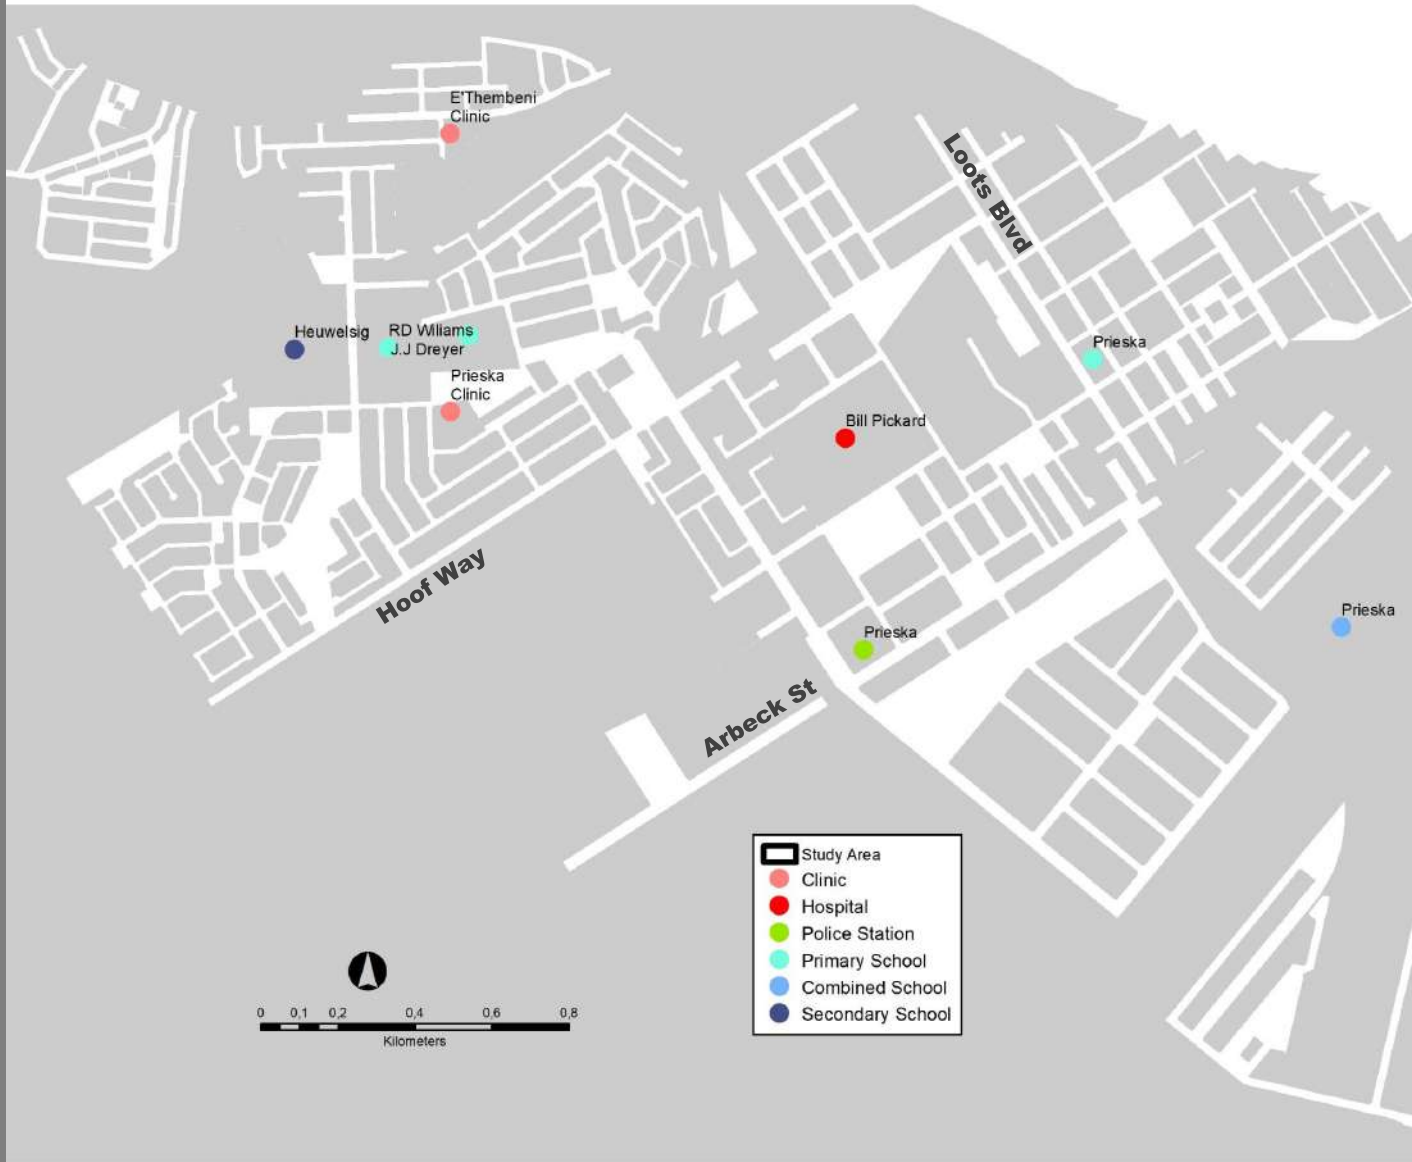 E'Thembeni
Clinic
Loots Blvd
Heuwelsig
RD Wiliams
J.J Dreyer
Prieska
Prieska
Clinic
Bill Pickard
Hoof Way
Prieska
Prieska
Arbeck St
Study Area
Clinic
Hospital
Police Station
Primary School
Combined School
Secondary School
0 0,1 0,2 0,4 0,6 0,8
Kilometers